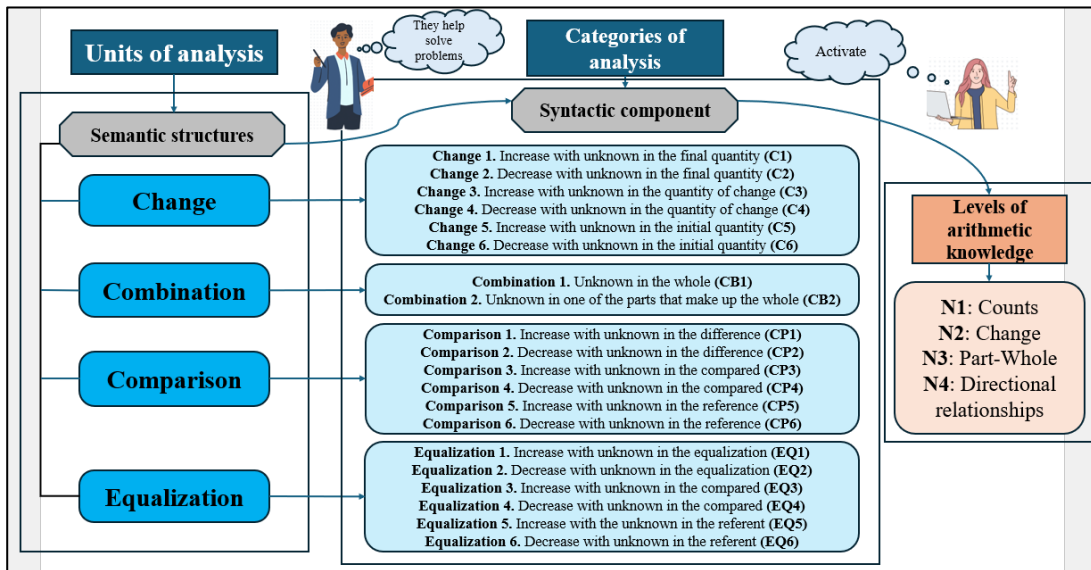 Units of analysis
They help
solve
problems
Categories of
analysis
Activate
Semantic structures
Syntactic component
Change
Change 1. Increase with unknown in the final quantity (C1)
Change 2. Decrease with unknown in the final quantity (C2)
Change 3. Increase with unknown in the quantity of change (C3)
Change 4. Decrease with unknown in the quantity of change (C4)
Change 5. Increase with unknown in the initial quantity (C5)
Change 6. Decrease with unknown in the initial quantity (C6)
Combination
Combination 1. Unknown in the whole (CB1)
Combination 2. Unknown in one of the parts that make up the whole (CB2)
Comparison
Comparison 1. Increase with unknown in the difference (CP1)
Comparison 2. Decrease with unknown in the difference (CP2)
Comparison 3. Increase with unknown in the compared (CP3)
Comparison 4. Decrease with unknown in the compared (CP4)
Comparison 5. Increase with unknown in the reference (CP5)
Comparison 6. Decrease with unknown in the reference (CP6)
Equalization
Equalization 1. Increase with unknown in the equalization (EQ1)
Equalization 2. Decrease with unknown in the equalization (EQ2)
Equalization 3. Increase with unknown in the compared (EQ3)
Equalization 4. Decrease with unknown in the compared (EQ4)
Equalization 5. Increase with the unknown in the referent (EQ5)
Equalization 6. Decrease with unknown in the referent (EQ6)
Levels of
arithmetic
knowledge
N1: Counts
N2: Change
N3: Part-Whole
N4: Directional
relationships